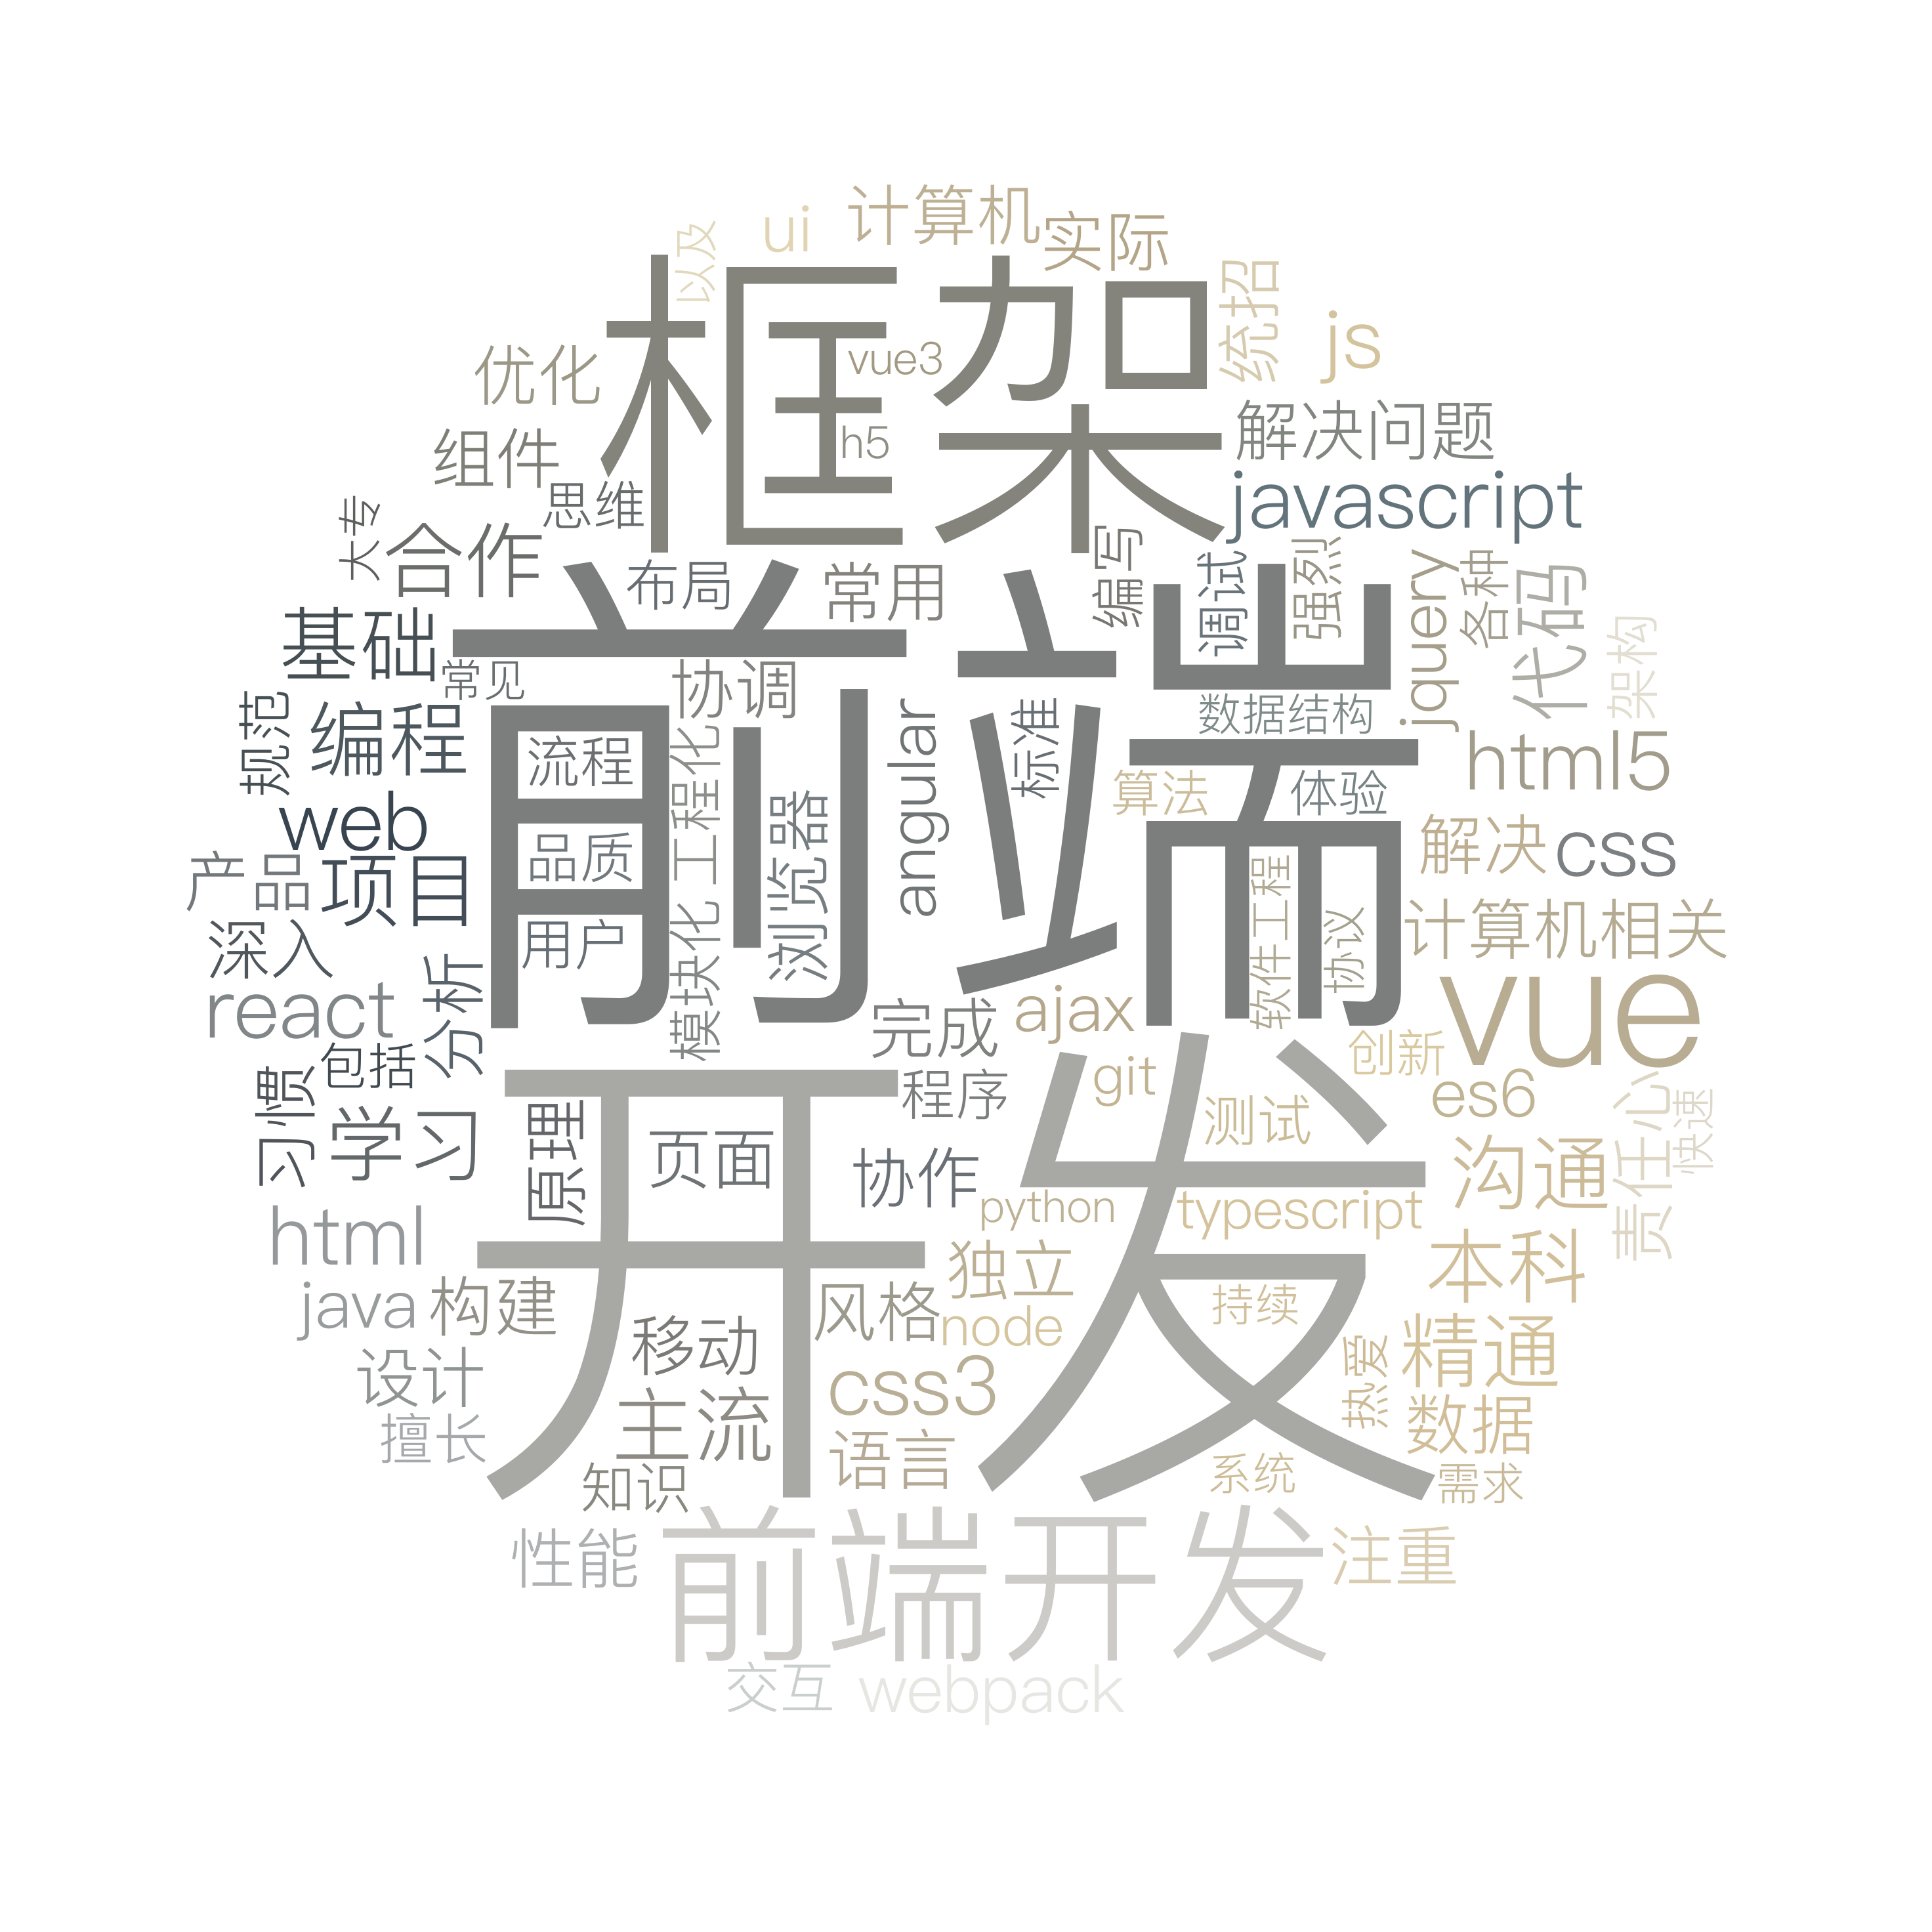 计算机
ui
实际
以及
统招
js
框架
vue3
h5
优化
组件
思维
解决问题
javascript
大专
合作
布局
常用
编写
调试
强烈
jquery
各种
代码
架构
基础
前端
常见
协调
规范
编程
流程
工程化
浏览器
angular
标准
数据结构
算法
体验
html5
web
品质
解决
css
产品
项目
用户
模块化
软件工程
协议
计算机相关
深入
react
分析
完成
ajax
vue
创新
es6
责任心
习惯
包括
学习
原理
开发
页面
程序
git
测试
协作
python
typescript
沟通
html
独立
本科
java
构建
移动
风格
node
持续
精通
设计
主流
css3
熟悉
数据
擅长
知识
语言
系统
需求
性能
前端开发
注重
交互
webpack